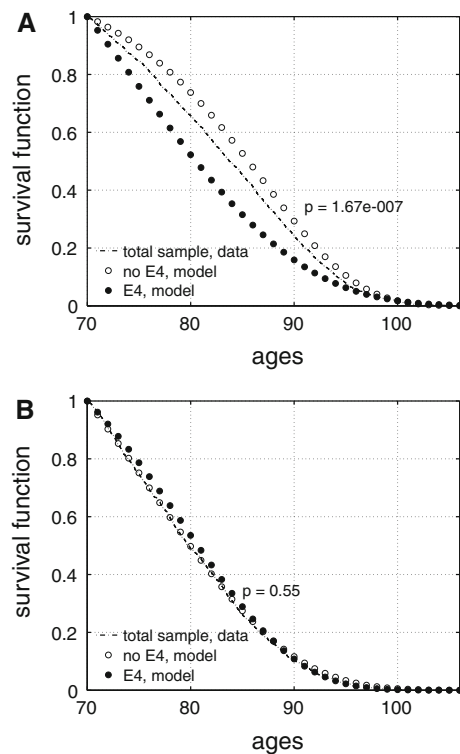 A
survival function
1
0.8
0.6
0.4
0.2
0
p = 1.67e-007
total sample, data
no E4, model
E4, model
70 80 90 100
ages
B
survival function
1
0.8
0.6
0.4
0.2
0
p = 0.55
total sample, data
no E4, model
E4, model
70 80 90 100
ages